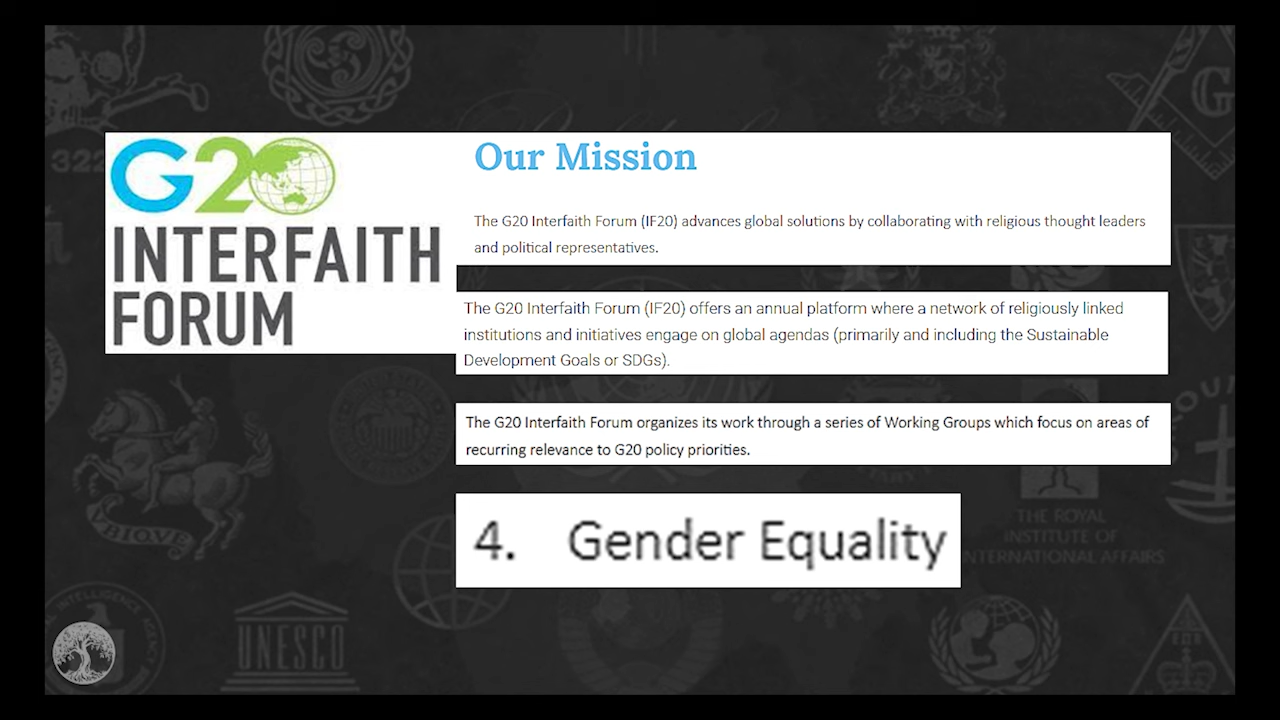 322
G
G20
INTERFAITH
FORUM
Our Mission
The G20 Interfaith Forum (IF20) advances global solutions by collaborating with religious thought leaders
and political representatives.
The G20 Interfaith Forum (IF20) offers an annual platform where a network of religiously linked
institutions and initiatives engage on global agendas (primarily and including the Sustainable
Development Goals or SDGs).
The G20 Interfaith Forum organizes its work through a series of Working Groups which focus on areas of
recurring relevance to G20 policy priorities.
4. Gender Equality
UBIQUE
THE ROYAL
INSTITUTE OF
INTERNATIONAL AFFAIRS
UNESCO